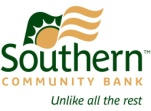 Southern™
COMMUNITY BANK
Unlike all the rest